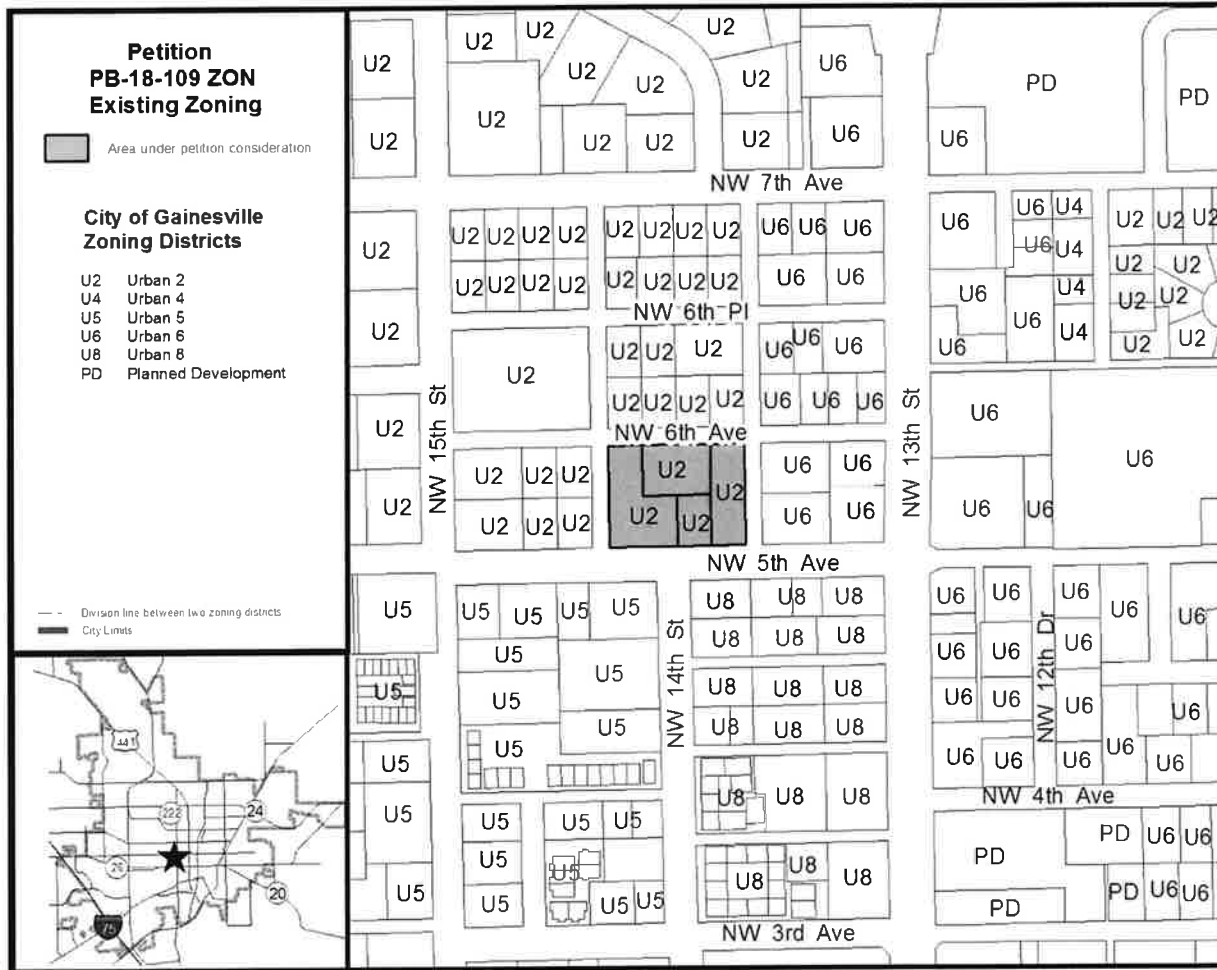 Petition
PB-18-109 ZON
Existing Zoning
Area under petition consideration
City of Gainesville
Zoning Districts
U2 Urban 2
U4 Urban 4
U5 Urban 5
U6 Urban 6
U8 Urban 8
PD Planned Development
Division line between two zoning districts
City Limits
441
222
24
26
20
75
U2 U2 U2 U2 U6 PD PD
U2 U2
U2 U2 U2
U2 U2 U2 U6 U6
NW 7th Ave
U2 U2 U2 U2 U2 U2 U2 U2 U2 U6 U6 U6 U6 U6 U4 U2 U2 U2
U6 U4
U2 U2 U2 U2 U2 U2 U2 U2 U6 U6 U6 U4 U2 U2
NW 6th Pl
U2 U6 U6 U4 U2 U2 U2 U2
U2 U2 U2 U2 U6 U6 U6
U2 U2 U2 U2 U2 U6 U6 U6 U6 U6
NW 15th St
NW 13th St
NW 6th Ave
U2 U2 U2 U2 U2 U6 U6
U2 U2 U2 U2 U2 U2 U6 U6 U6 U6
NW 5th Ave
U5 U5 U5 U5 U5 U8 U8 U8 U6 U6 U6 U6 U6
U5 U5 U8 U8 U8 U6 U6 U6
NW 14th St
NW 12th Dr
U5 U5 U8 U8 U8 U6 U6 U6 U6
U5 U5 U8 U8 U8 U6 U6 U6 U6 U6
U5 U5 U8 U8 U8
NW 4th Ave
U5 U5 U5 U5 PD PD U6 U6
U5 U5 U8 U8 U8
U5 U5 U5 U5 PD PD U6 U6
NW 3rd Ave